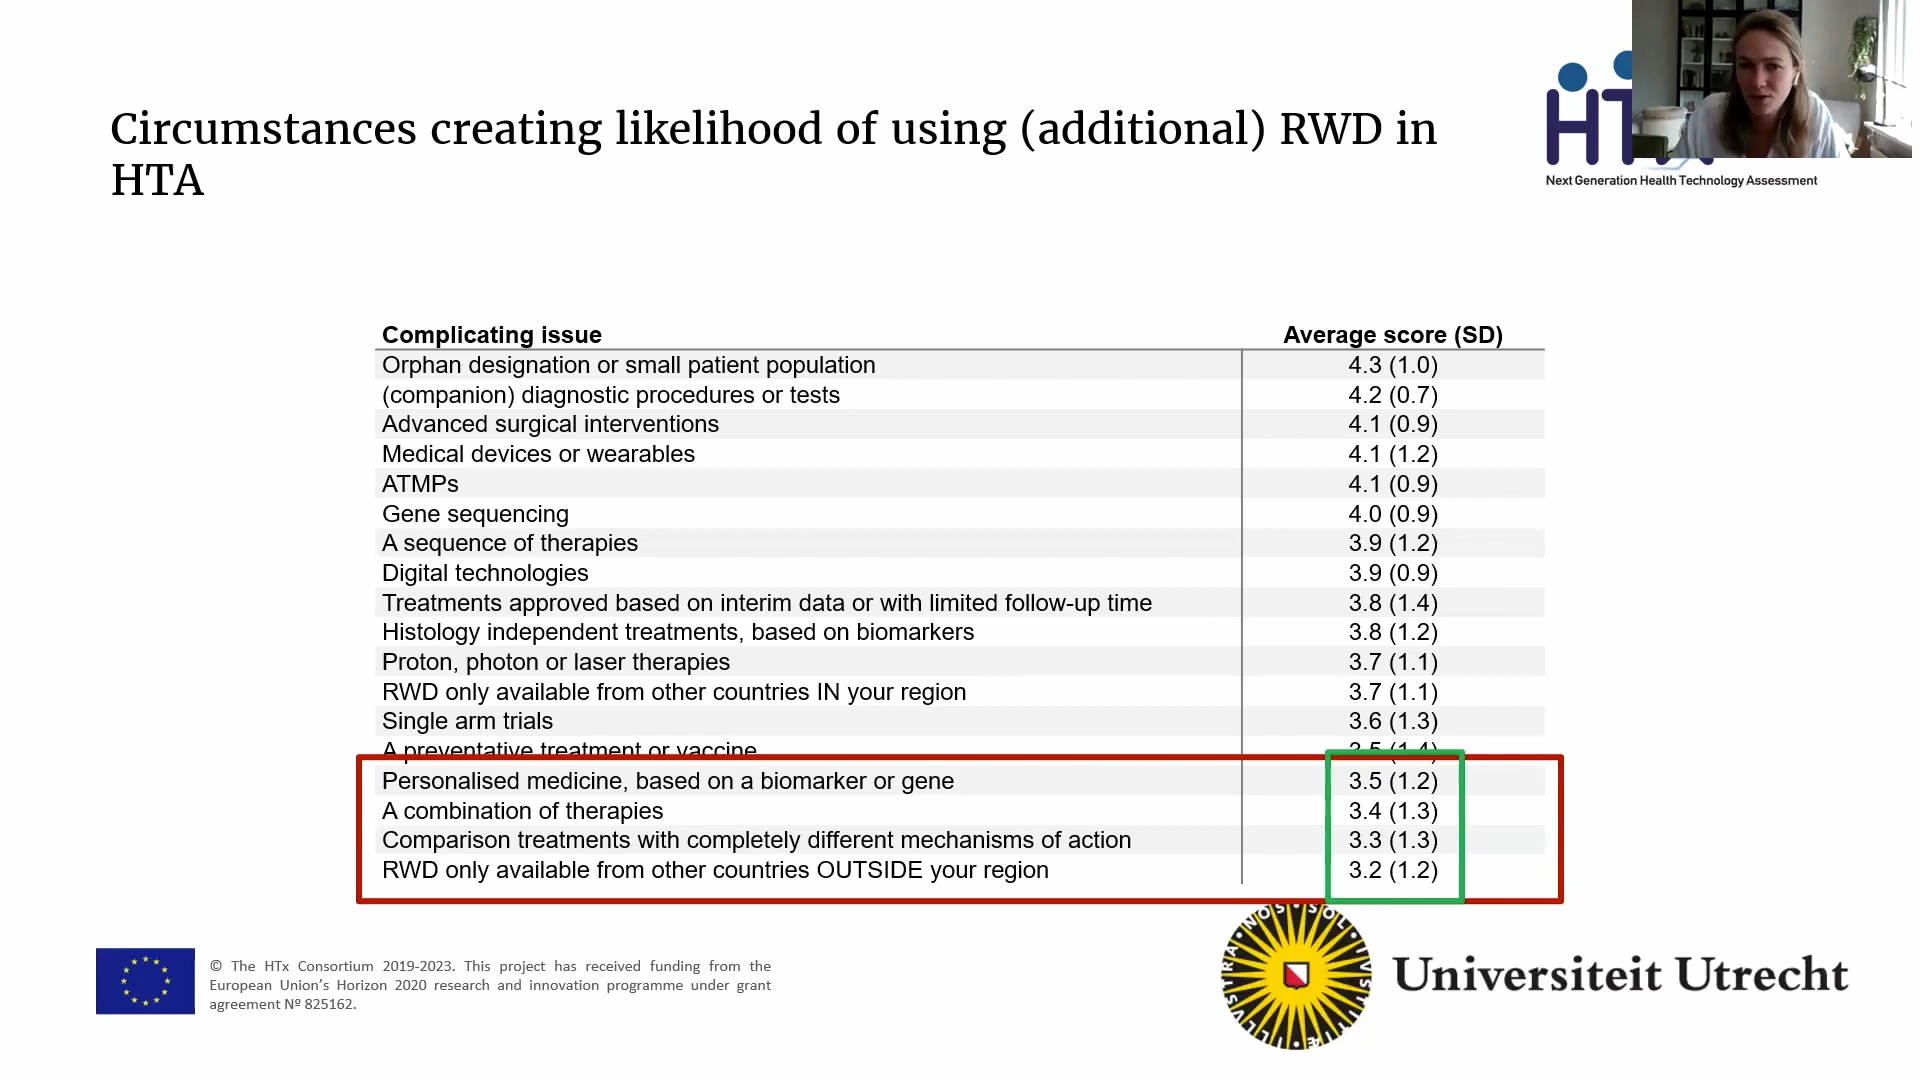 Circumstances creating likelihood of using (additional) RWD in
HTA
Next Generation Health Technology Assessment
Complicating issue Average score (SD)
Orphan designation or small patient population 4.3 (1.0)
(companion) diagnostic procedures or tests 4.2 (0.7)
Advanced surgical interventions 4.1 (0.9)
Medical devices or wearables 4.1 (1.2)
ATMPs 4.1 (0.9)
Gene sequencing 4.0 (0.9)
A sequence of therapies 3.9 (1.2)
Digital technologies 3.9 (0.9)
Treatments approved based on interim data or with limited follow-up time 3.8 (1.4)
Histology independent treatments, based on biomarkers 3.8 (1.2)
Proton, photon or laser therapies 3.7 (1.1)
RWD only available from other countries IN your region 3.7 (1.1)
Single arm trials 3.6 (1.3)
A preventative treatment or vaccine 3.5 (1.4)
Personalised medicine, based on a biomarker or gene 3.5 (1.2)
A combination of therapies 3.4 (1.3)
Comparison treatments with completely different mechanisms of action 3.3 (1.3)
RWD only available from other countries OUTSIDE your region 3.2 (1.2)
© The HTx Consortium 2019-2023. This project has received funding from the
European Union's Horizon 2020 research and innovation programme under grant
agreement Nº 825162.
Universiteit Utrecht